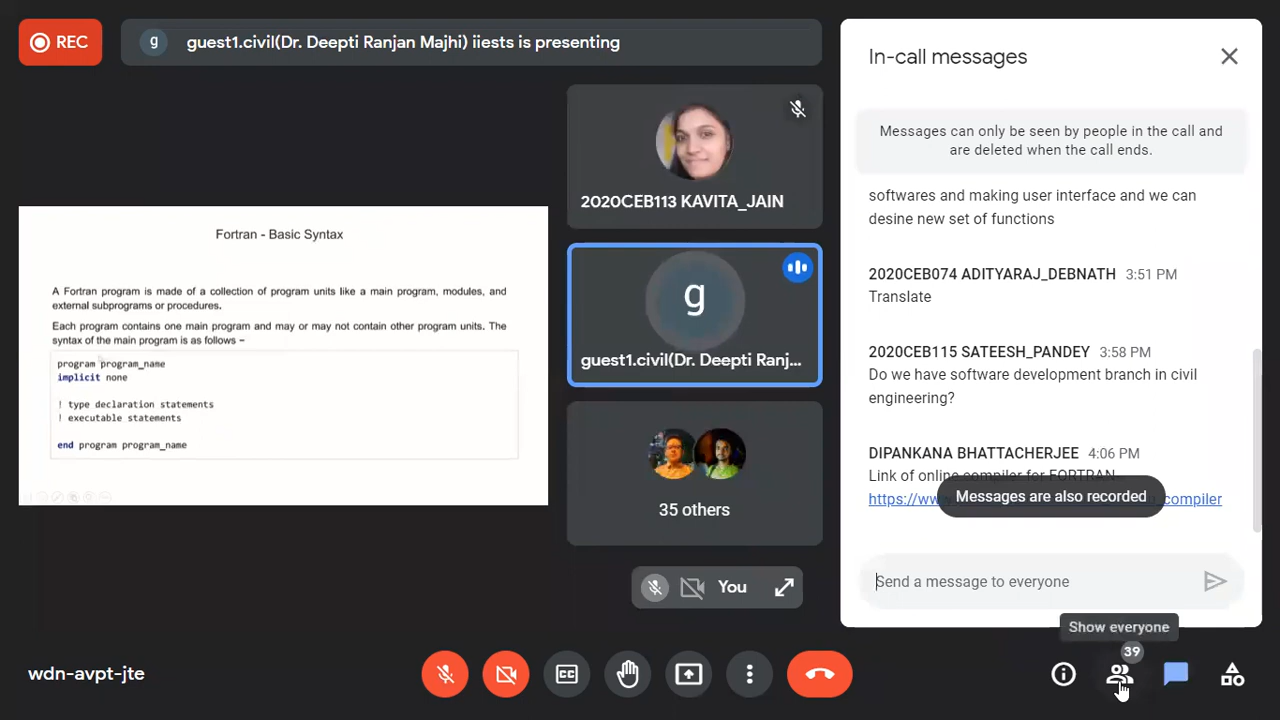 REC
g
guest1.civil(Dr. Deepti Ranjan Majhi) iiests is presenting
Fortran - Basic Syntax
A Fortran program is made of a collection of program units like a main program, modules, and
external subprograms or procedures.
Each program contains one main program and may or may not contain other program units. The
syntax of the main program is as follows −
program program_name
implicit none
! type declaration statements
! executable statements
end program program_name
2020CEB113 KAVITA_JAIN
g
guest1.civil(Dr. Deepti Ranj...
35 others
You
In-call messages
Messages can only be seen by people in the call and
are deleted when the call ends.
softwares and making user interface and we can
desine new set of functions
2020CEB074 ADITYARAJ_DEBNATH 3:51 PM
Translate
2020CEB115 SATEESH_PANDEY 3:58 PM
Do we have software development branch in civil
engineering?
DIPANKANA BHATTACHERJEE 4:06 PM
Link of online compiler for FORTRAN
Messages are also recorded
Send a message to everyone
Show everyone
39
wdn-avpt-jte